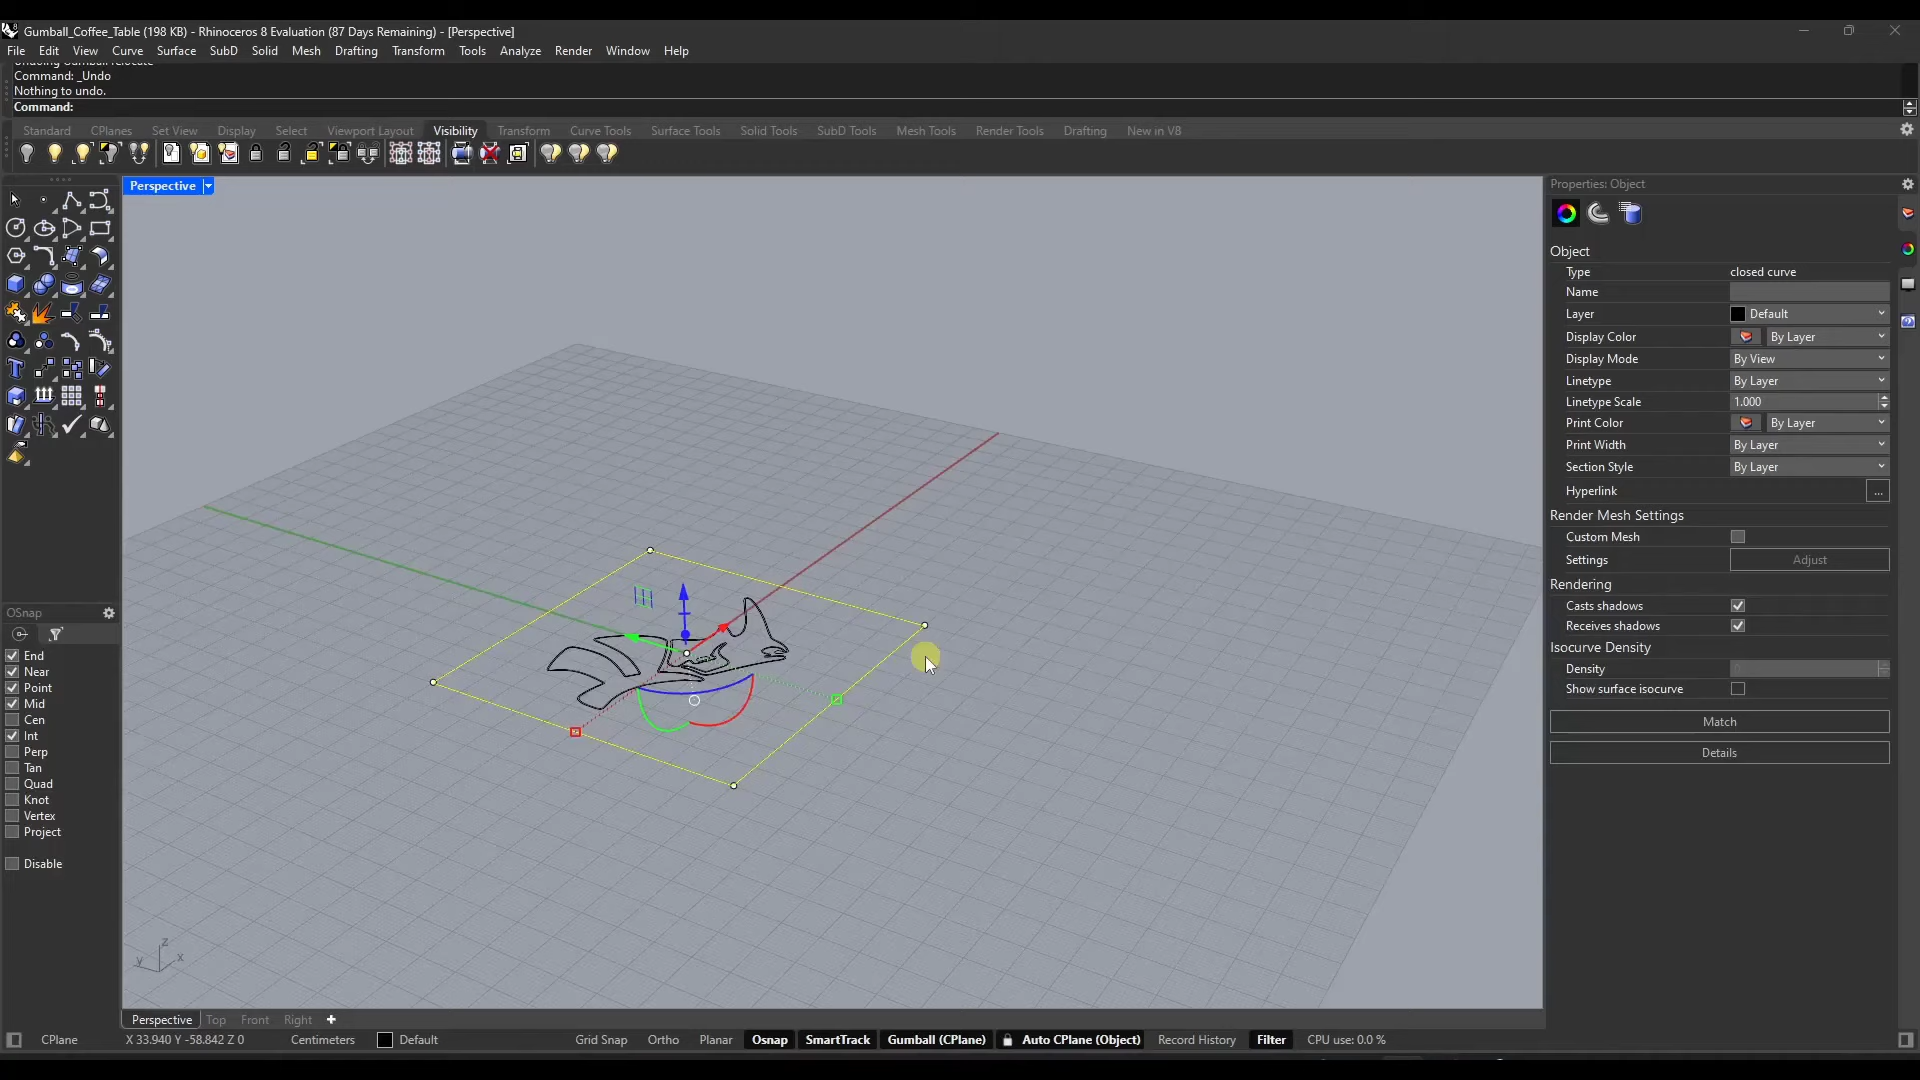 Gumball_Coffee_Table (198 KB) - Rhinoceros 8 Evaluation (87 Days Remaining) - [Perspective]
File Edit View Curve Surface SubD Solid Mesh Drafting Transform Tools Analyze Render Window Help
Undoing Gumball relocate
Command: _Undo
Nothing to undo.
Command:
Standard CPlanes Set View Display Select Viewport Layout Visibility Transform Curve Tools Surface Tools Solid Tools SubD Tools Mesh Tools Render Tools Drafting New in V8
Perspective
Properties: Object
Object
Type closed curve
Name
Layer Default
Display Color By Layer
Display Mode By View
Linetype By Layer
Linetype Scale 1.000
Print Color By Layer
Print Width By Layer
Section Style By Layer
Hyperlink ...
Render Mesh Settings
Custom Mesh
Settings Adjust
Rendering
Casts shadows
Receives shadows
Isocurve Density
Density
Show surface isocurve
Match
Details
OSnap
End
Near
Point
Mid
Cen
Int
Perp
Tan
Quad
Knot
Vertex
Project
Disable
z
y x
Perspective Top Front Right
CPlane X 33.940 Y -58.842 Z 0 Centimeters Default Grid Snap Ortho Planar Osnap SmartTrack Gumball (CPlane) Auto CPlane (Object) Record History Filter CPU use: 0.0 %